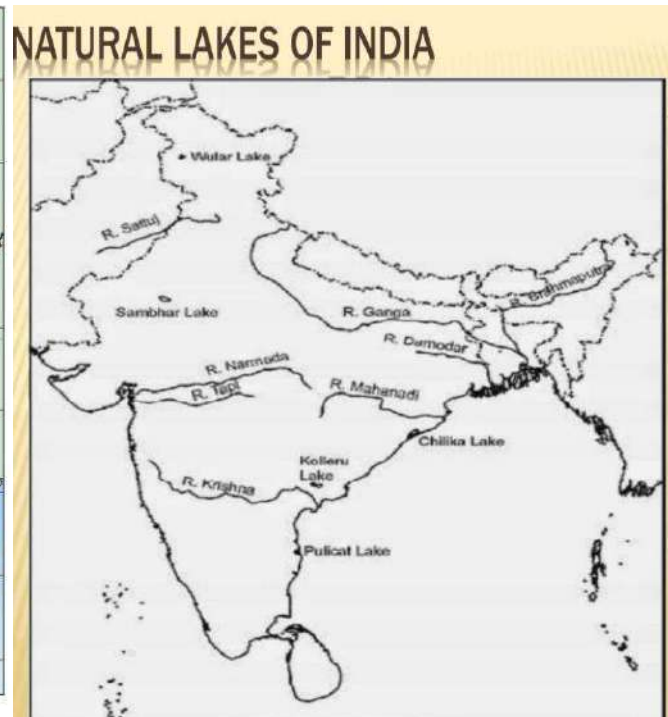 NATURAL LAKES OF INDIA
Wular Lake
R. Satluj
Sambhar Lake
R. Ganga
R. Brahmaputra
R. Damodar
R. Narmada
R. Tapi
R. Mahanadi
Chilika Lake
Kolleru
Lake
R. Krishna
Pulicat Lake